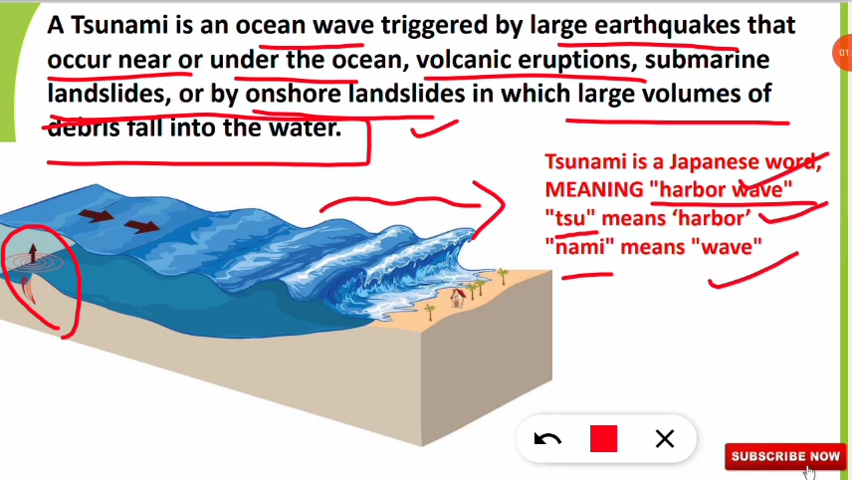 A Tsunami is an ocean wave triggered by large earthquakes that
occur near or under the ocean, volcanic eruptions, submarine
landslides, or by onshore landslides in which large volumes of
debris fall into the water.
Tsunami is a Japanese word,
MEANING "harbor wave"
"tsu" means ‘harbor’
"nami" means "wave"
SUBSCRIBE NOW